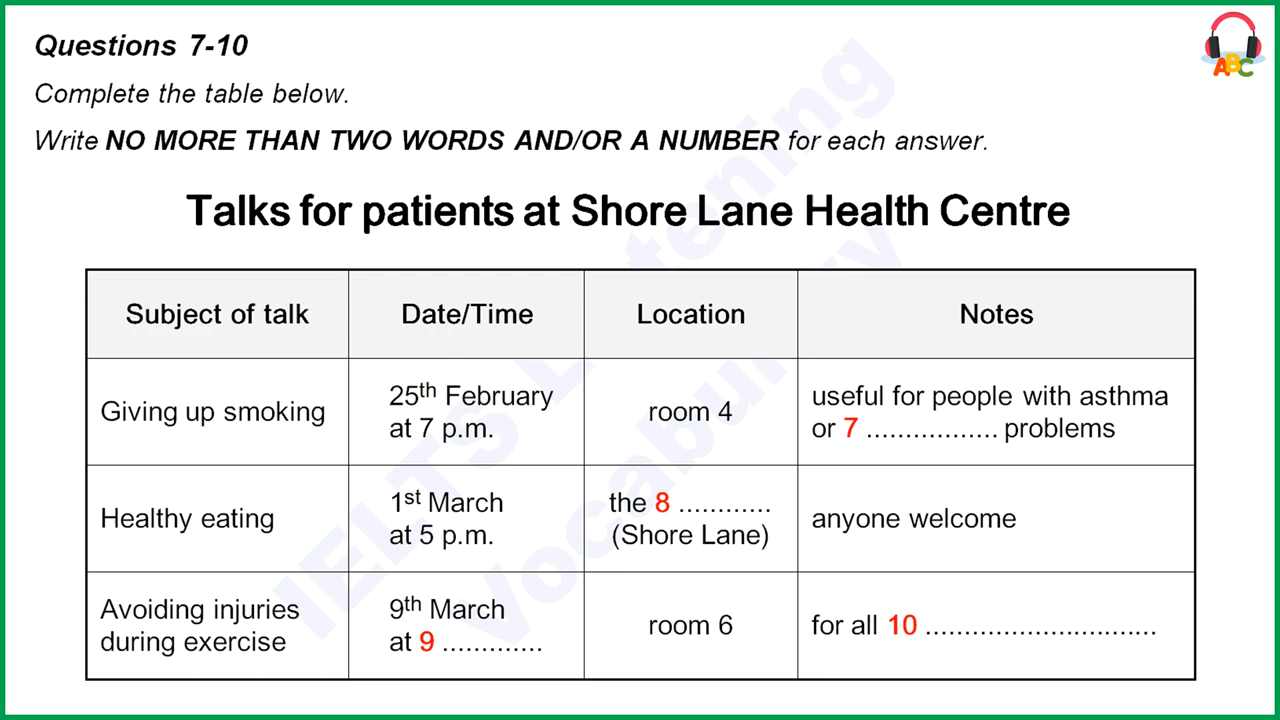 Questions 7-10
Complete the table below.
Write NO MORE THAN TWO WORDS AND/OR A NUMBER for each answer.
ABC
Talks for patients at Shore Lane Health Centre
Subject of talk
Date/Time
Location
Notes
Giving up smoking
25th February
at 7 p.m.
room 4
useful for people with asthma
or 7 ................. problems
Healthy eating
1st March
at 5 p.m.
the 8 ............
(Shore Lane)
anyone welcome
Avoiding injuries
during exercise
9th March
at 9 .............
room 6
for all 10 ..............................
IELTS Listening
Vocabulary